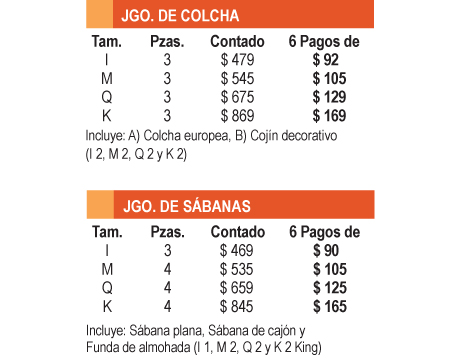 JGO. DE COLCHA
Tam. Pzas. Contado 6 Pagos de
I 3 $ 479 $ 92
M 3 $ 545 $ 105
Q 3 $ 675 $ 129
K 3 $ 869 $ 169
Incluye: A) Colcha europea, B) Cojín decorativo
(I 2, M 2, Q 2 y K 2)
JGO. DE SÁBANAS
Tam. Pzas. Contado 6 Pagos de
I 3 $ 469 $ 90
M 4 $ 535 $ 105
Q 4 $ 659 $ 125
K 4 $ 845 $ 165
Incluye: Sábana plana, Sábana de cajón y
Funda de almohada (I 1, M 2, Q 2 y K 2 King)